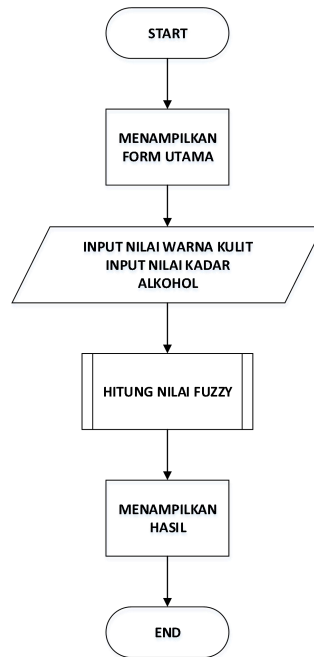 START
MENAMPILKAN
FORM UTAMA
INPUT NILAI WARNA KULIT
INPUT NILAI KADAR
ALKOHOL
HITUNG NILAI FUZZY
MENAMPILKAN
HASIL
END